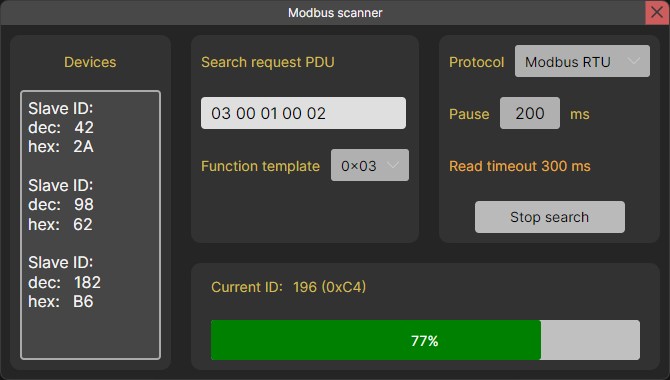 Modbus scanner
Devices
Slave ID:
dec: 42
hex: 2A
Slave ID:
dec: 98
hex: 62
Slave ID:
dec: 182
hex: B6
Search request PDU
03 00 01 00 02
Function template 0×03
Protocol Modbus RTU
Pause 200 ms
Read timeout 300 ms
Stop search
Current ID: 196 (0xC4)
77%